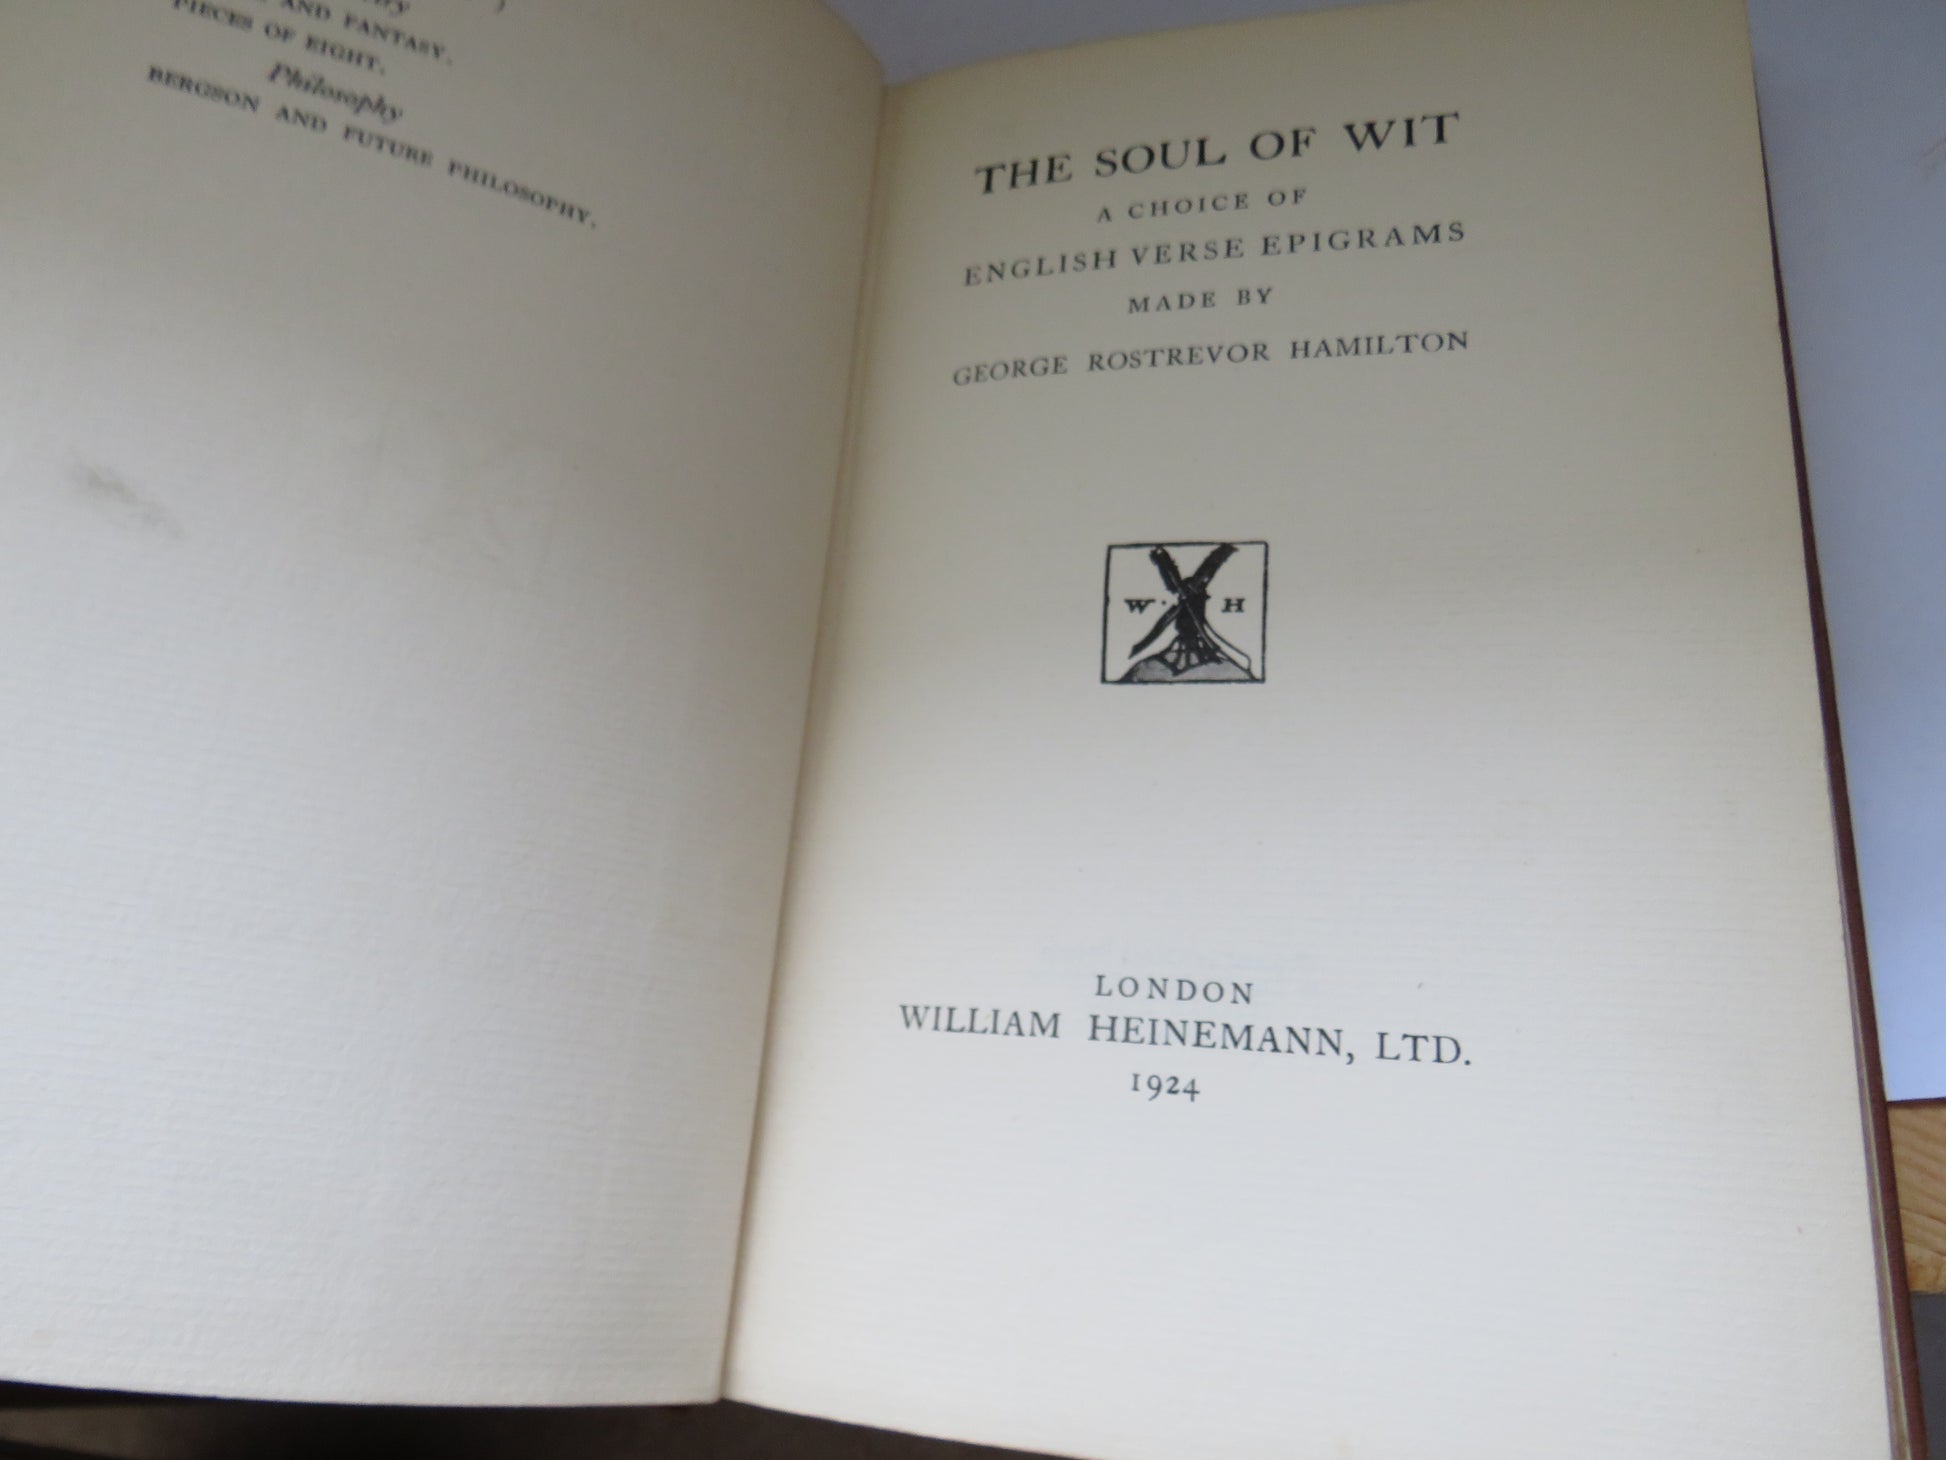 AND FANTASY.
PIECES OF EIGHT.
Philosophy
BERGSON AND FUTURE PHILOSOPHY.
THE SOUL OF WIT
A CHOICE OF
ENGLISH VERSE EPIGRAMS
MADE BY
GEORGE ROSTREVOR HAMILTON
W · H
LONDON
WILLIAM HEINEMANN, LTD.
1924